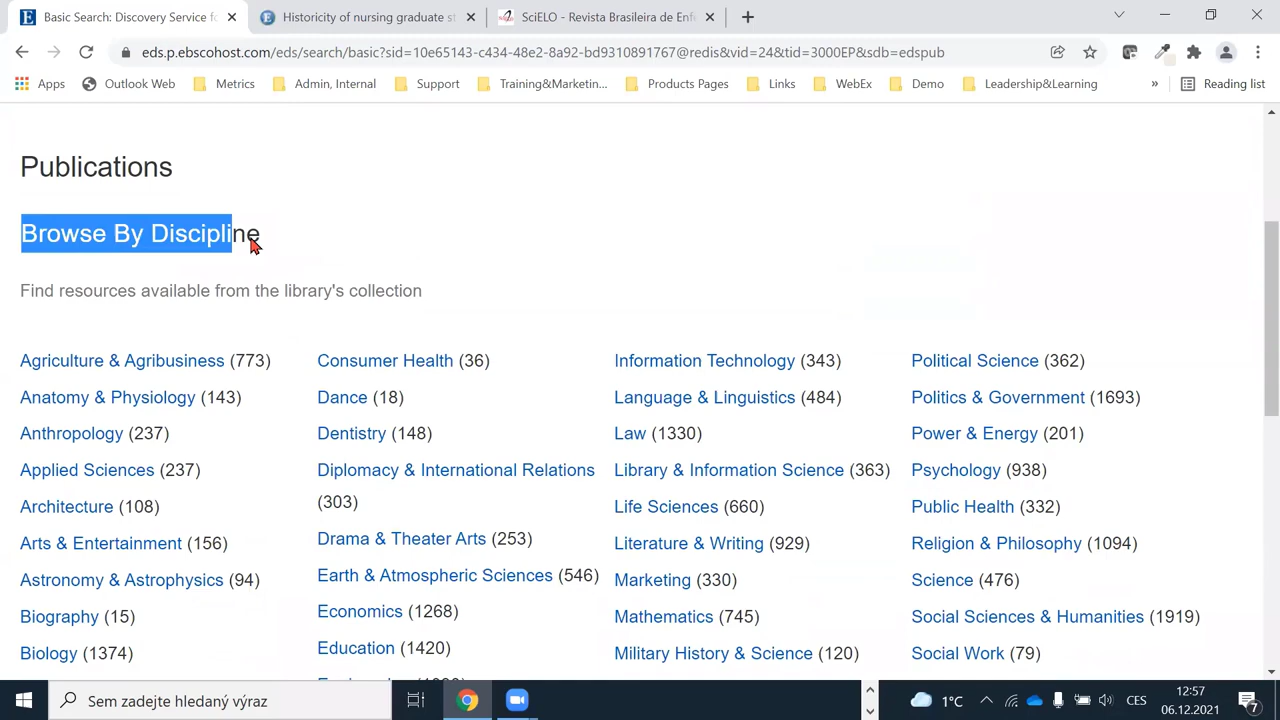 Basic Search: Discovery Service fo
Historicity of nursing graduate st
SciELO - Revista Brasileira de Enf
eds.p.ebscohost.com/eds/search/basic?sid=10e65143-c434-48e2-8a92-bd9310891767@redis&vid=24&tid=3000EP&sdb=edspub
Apps
Outlook Web
Metrics
Admin, Internal
Support
Training&Marketin...
Products Pages
Links
WebEx
Demo
Leadership&Learning
»
Reading list
Publications
Browse By Discipline
Find resources available from the library's collection
Agriculture & Agribusiness (773)
Anatomy & Physiology (143)
Anthropology (237)
Applied Sciences (237)
Architecture (108)
Arts & Entertainment (156)
Astronomy & Astrophysics (94)
Biography (15)
Biology (1374)
Consumer Health (36)
Dance (18)
Dentistry (148)
Diplomacy & International Relations
(303)
Drama & Theater Arts (253)
Earth & Atmospheric Sciences (546)
Economics (1268)
Education (1420)
Information Technology (343)
Language & Linguistics (484)
Law (1330)
Library & Information Science (363)
Life Sciences (660)
Literature & Writing (929)
Marketing (330)
Mathematics (745)
Military History & Science (120)
Political Science (362)
Politics & Government (1693)
Power & Energy (201)
Psychology (938)
Public Health (332)
Religion & Philosophy (1094)
Science (476)
Social Sciences & Humanities (1919)
Social Work (79)
Sem zadejte hledaný výraz
1°C
CES
12:57
06.12.2021
7